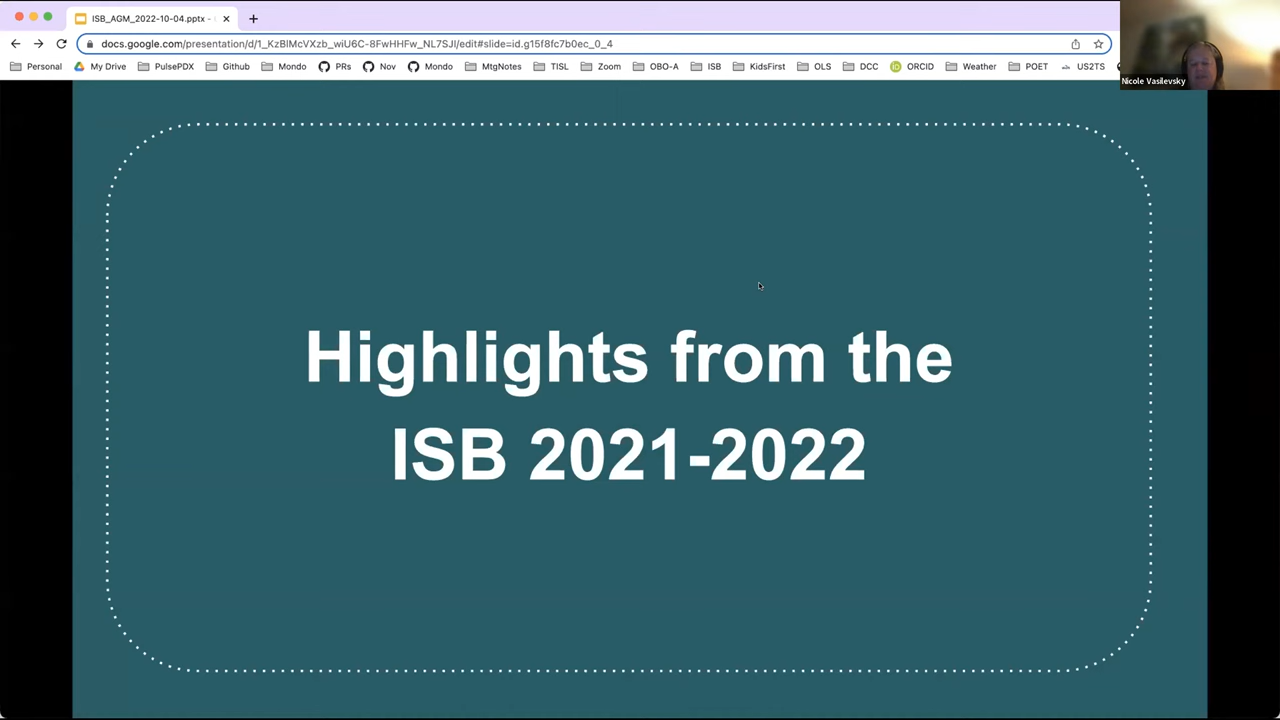 ISB_AGM_2022-10-04.pptx -
docs.google.com/presentation/d/1_KzBlMcVXzb_wiU6C-8FwHHFw_NL7SJI/edit#slide=id.g15f8fc7b0ec_0_4
Personal My Drive PulsePDX Github Mondo PRs Nov Mondo MtgNotes TISL Zoom OBO-A ISB KidsFirst OLS DCC ORCID Weather POET US2TS
Nicole Vasilevsky
Highlights from the
ISB 2021-2022